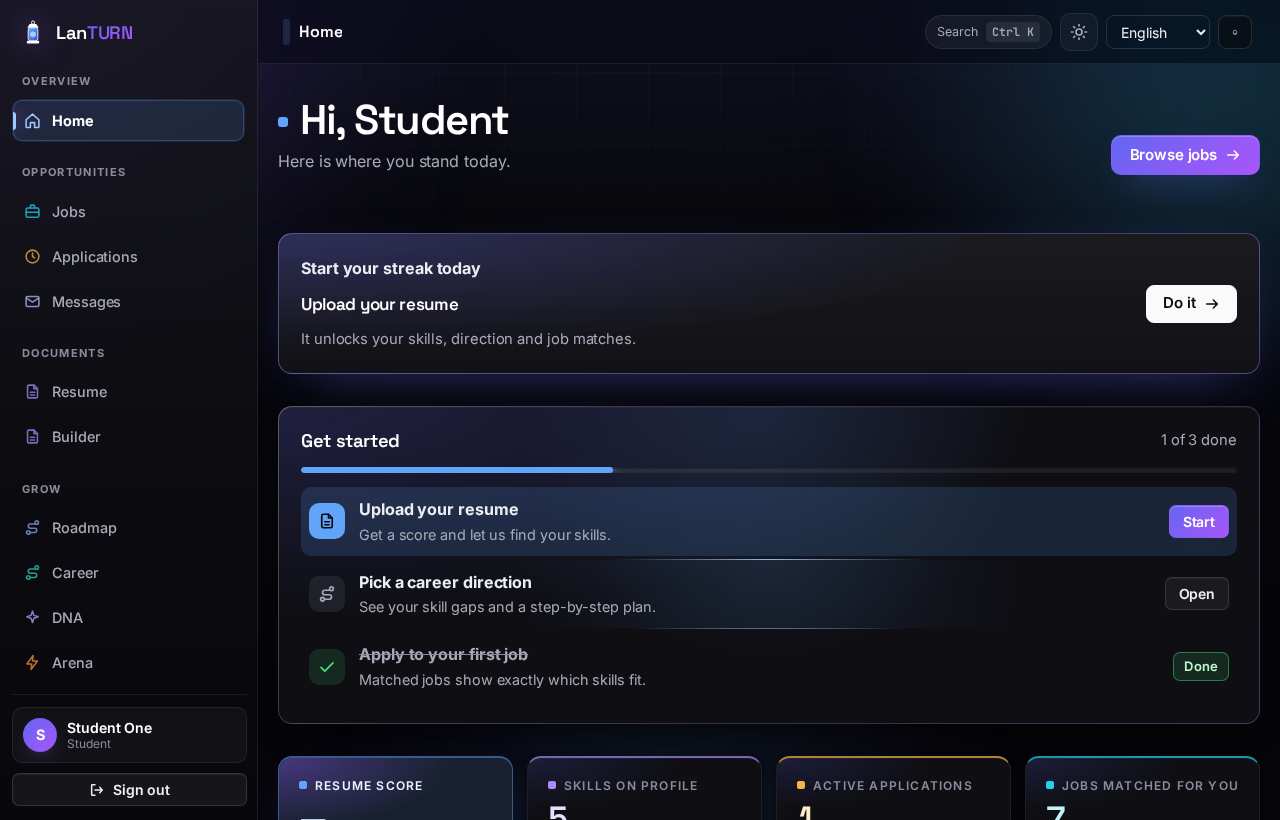 LanTURN
OVERVIEW
Home
OPPORTUNITIES
Jobs
Applications
Messages
DOCUMENTS
Resume
Builder
GROW
Roadmap
Career
DNA
Arena
Student One
Student
Sign out
Home
Search Ctrl K
English
Hi, Student
Here is where you stand today.
Browse jobs →
Start your streak today
Upload your resume
It unlocks your skills, direction and job matches.
Do it →
Get started
1 of 3 done
Upload your resume
Get a score and let us find your skills.
Start
Pick a career direction
See your skill gaps and a step-by-step plan.
Open
Apply to your first job
Matched jobs show exactly which skills fit.
Done
RESUME SCORE
SKILLS ON PROFILE
5
ACTIVE APPLICATIONS
1
JOBS MATCHED FOR YOU
7